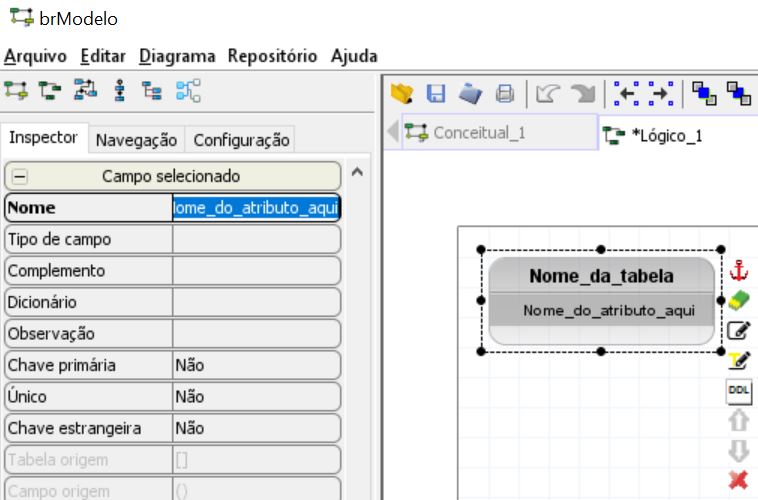 brModelo
Arquivo Editar Diagrama Repositório Ajuda
Inspector Navegação Configuração
Campo selecionado
Nome
Nome_do_atributo_aqui
Tipo de campo
Complemento
Dicionário
Observação
Chave primária Não
Único Não
Chave estrangeira Não
Tabela origem []
Campo origem ()
Conceitual_1
*Lógico_1
Nome_da_tabela
Nome_do_atributo_aqui
DDL